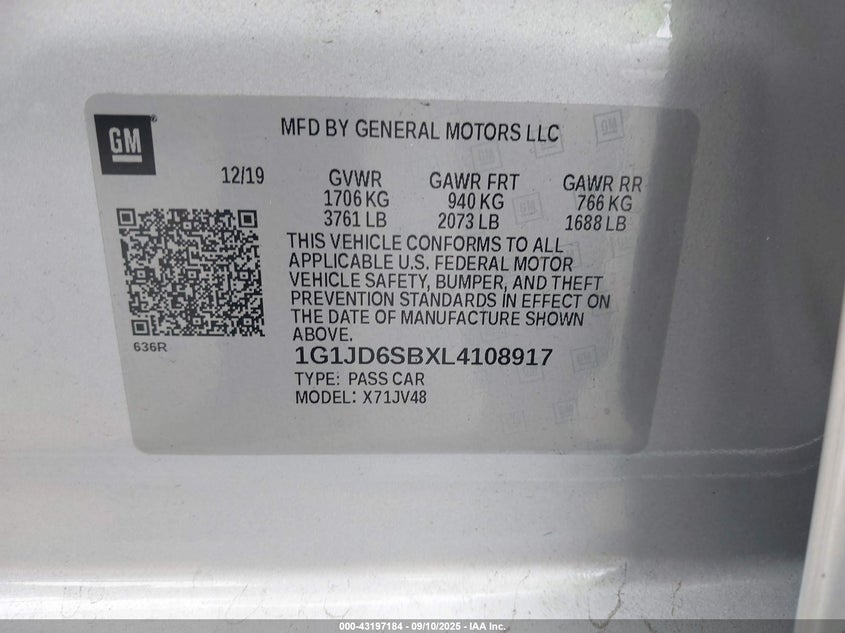 GM
MFD BY GENERAL MOTORS LLC
12/19
GVWR GAWR FRT GAWR RR
1706 KG 940 KG 766 KG
3761 LB 2073 LB 1688 LB
THIS VEHICLE CONFORMS TO ALL
APPLICABLE U.S. FEDERAL MOTOR
VEHICLE SAFETY, BUMPER, AND THEFT
PREVENTION STANDARDS IN EFFECT ON
THE DATE OF MANUFACTURE SHOWN
ABOVE.
636R
1G1JD6SBXL4108917
TYPE: PASS CAR
MODEL: X71JV48
000-43197184 - 09/10/2025 - IAA Inc.